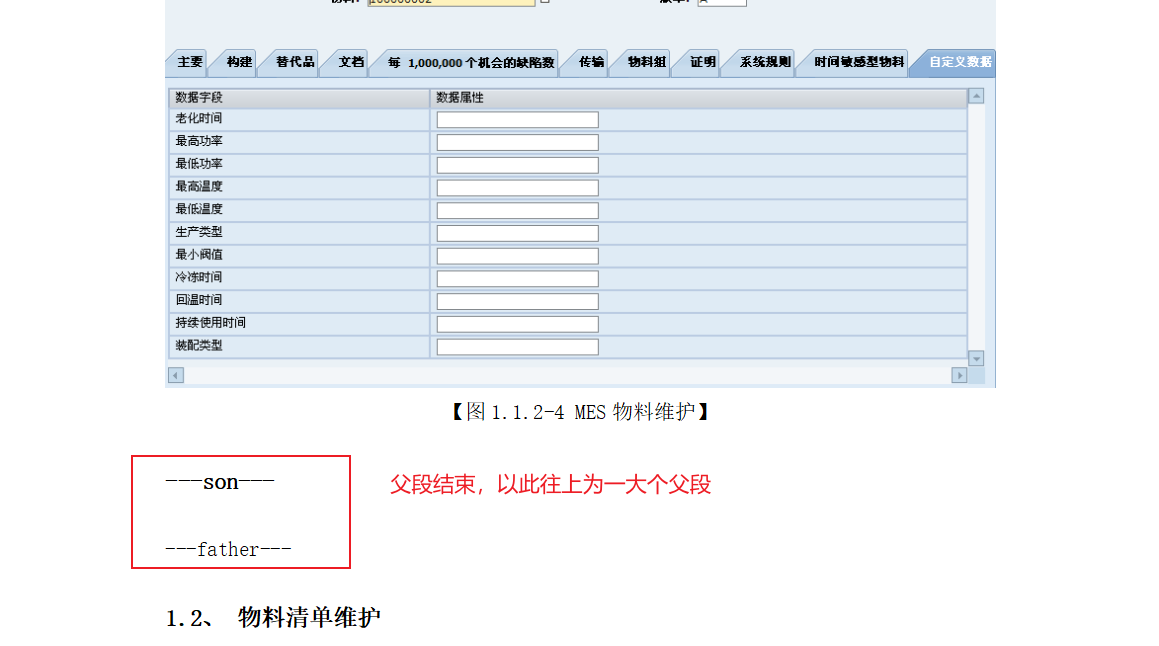 主要 构建 替代品 文档 每 1,000,000 个机会的缺陷数 传输 物料组 证明 系统规则 时间敏感型物料 自定义数据
数据字段 数据属性
老化时间
最高功率
最低功率
最高温度
最低温度
生产类型
最小阀值
冷冻时间
回温时间
持续使用时间
装配类型
【图 1.1.2-4 MES 物料维护】
---son---
父段结束，以此往上为一大个父段
---father---
1.2、 物料清单维护